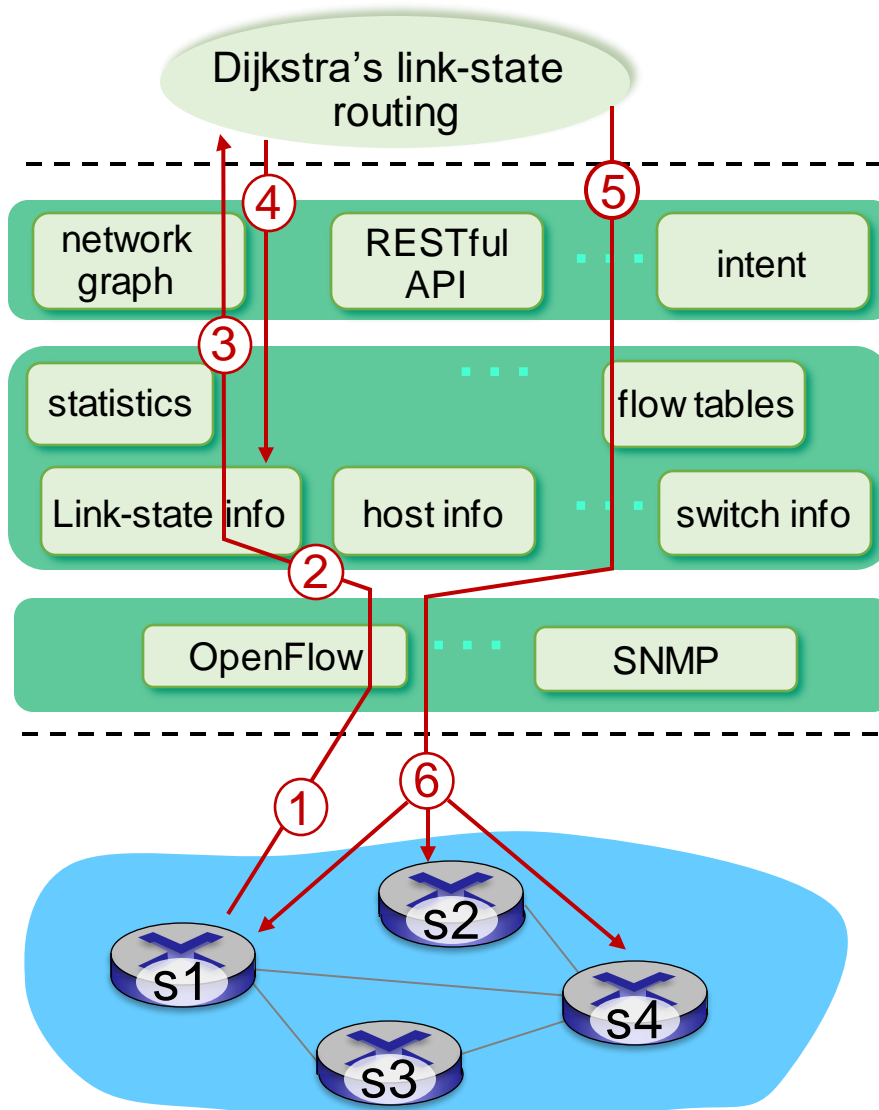 Dijkstra's link-state
routing
4
5
network
graph
RESTful
API
intent
3
statistics
flow tables
Link-state info
host info
switch info
2
OpenFlow
SNMP
1
6
s2
s1
s4
s3